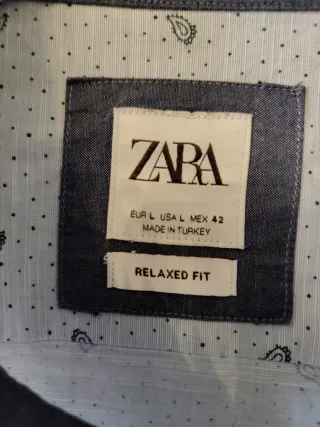 ZARA
EUR L USA L MEX 42
MADE IN TURKEY
RELAXED FIT